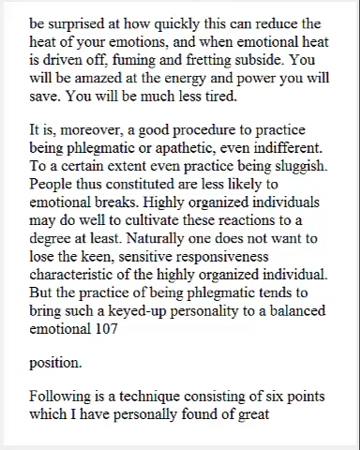 be surprised at how quickly this can reduce the
heat of your emotions, and when emotional heat
is driven off, fuming and fretting subside. You
will be amazed at the energy and power you will
save. You will be much less tired.
It is, moreover, a good procedure to practice
being phlegmatic or apathetic, even indifferent.
To a certain extent even practice being sluggish.
People thus constituted are less likely to
emotional breaks. Highly organized individuals
may do well to cultivate these reactions to a
degree at least. Naturally one does not want to
lose the keen, sensitive responsiveness
characteristic of the highly organized individual.
But the practice of being phlegmatic tends to
bring such a keyed-up personality to a balanced
emotional 107
position.
Following is a technique consisting of six points
which I have personally found of great